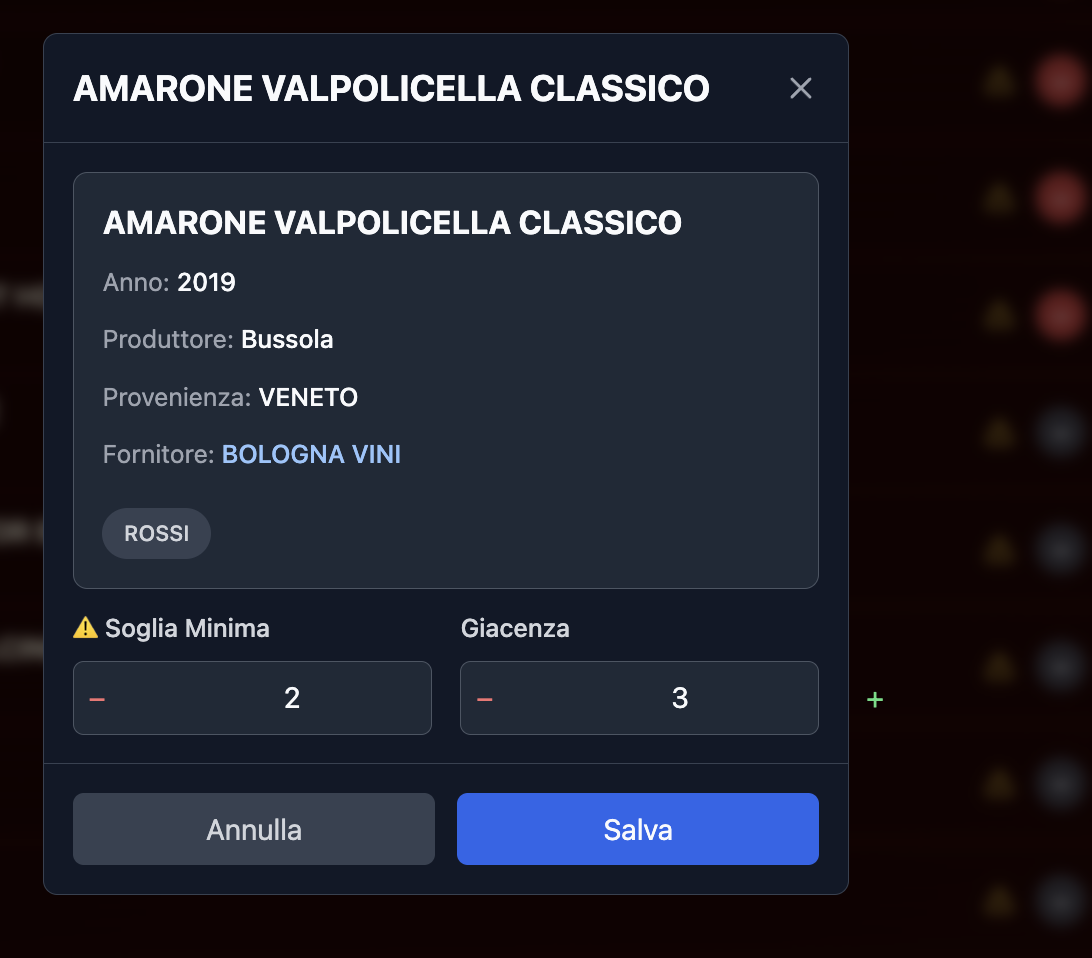 AMARONE VALPOLICELLA CLASSICO
AMARONE VALPOLICELLA CLASSICO
Anno: 2019
Produttore: Bussola
Provenienza: VENETO
Fornitore: BOLOGNA VINI
ROSSI
⚠️ Soglia Minima
Giacenza
− 2
− 3 +
Annulla
Salva